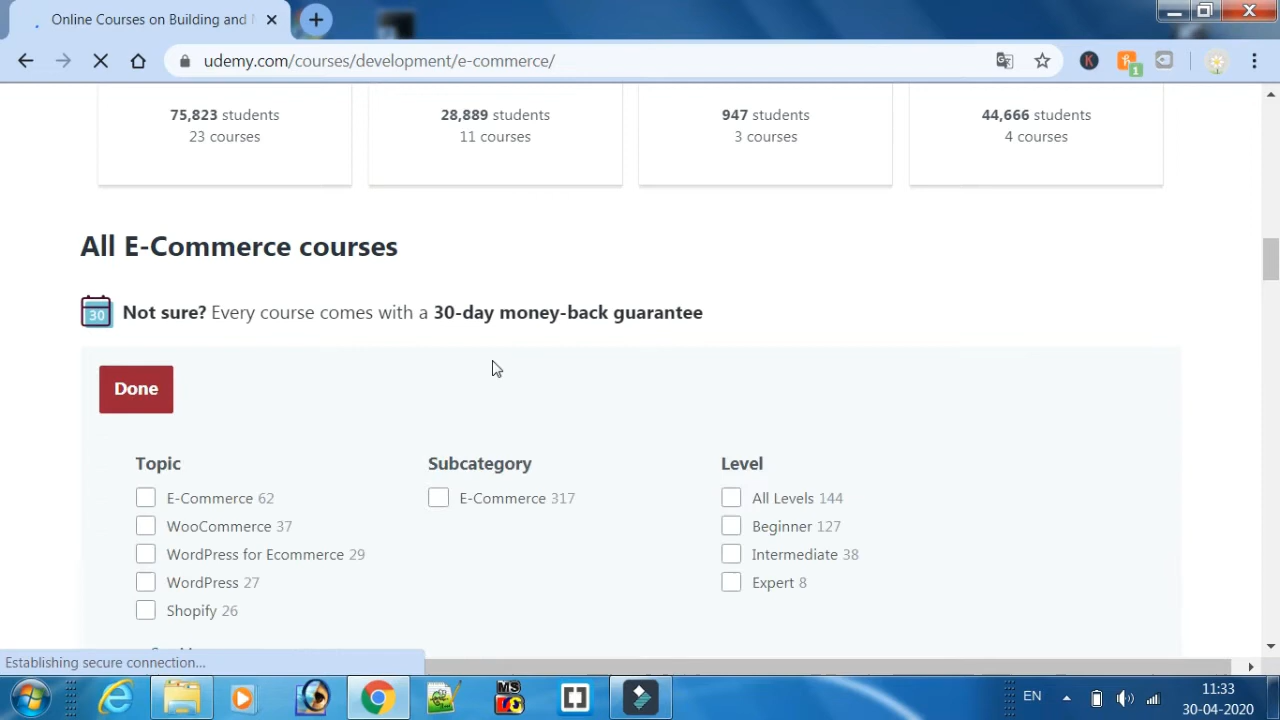 Online Courses on Building and
udemy.com/courses/development/e-commerce/
K
1
75,823 students
28,889 students
947 students
44,666 students
23 courses
11 courses
3 courses
4 courses
All E-Commerce courses
30
Not sure? Every course comes with a 30-day money-back guarantee
Done
Topic
E-Commerce 62
WooCommerce 37
WordPress for Ecommerce 29
WordPress 27
Shopify 26
Subcategory
E-Commerce 317
Level
All Levels 144
Beginner 127
Intermediate 38
Expert 8
Establishing secure connection...
MS
EN
11:33
30-04-2020